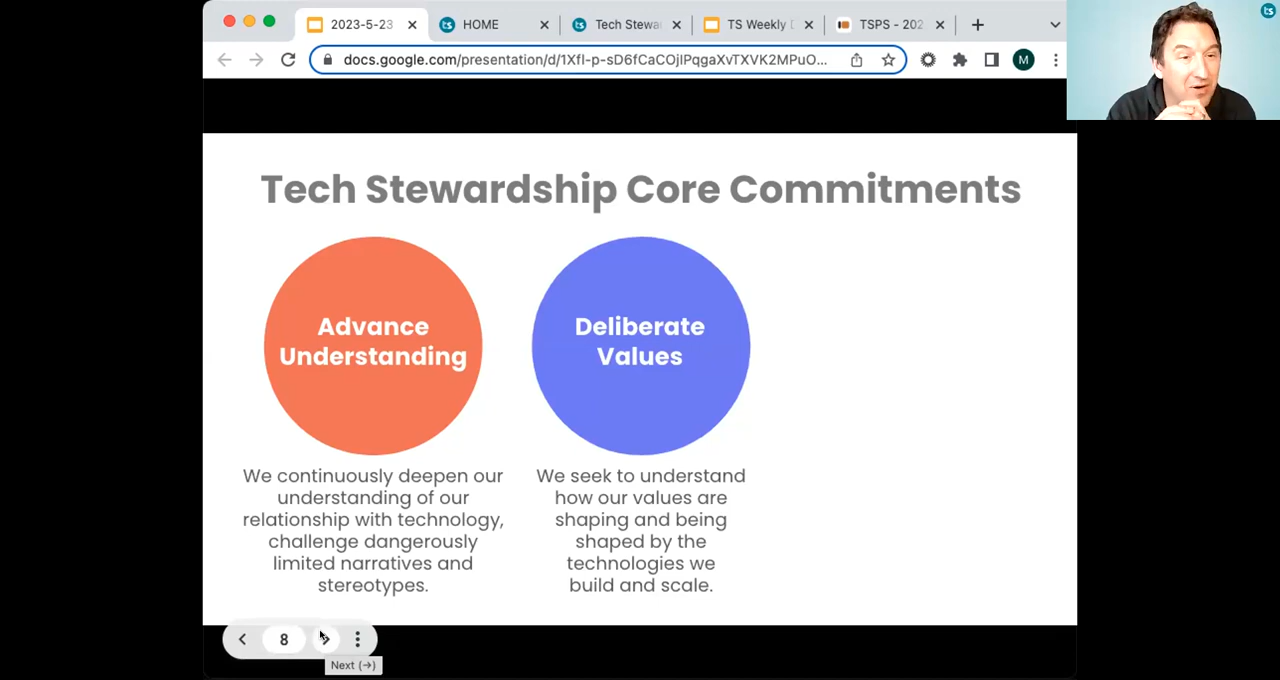 2023-5-23
HOME
Tech Stewa
TS Weekly
TSPS - 202
docs.google.com/presentation/d/1XfI-p-sD6fCaCOjIPqgaXvTXVK2MPuO...
M
ts
Tech Stewardship Core Commitments
Advance
Understanding
We continuously deepen our
understanding of our
relationship with technology,
challenge dangerously
limited narratives and
stereotypes.
Deliberate
Values
We seek to understand
how our values are
shaping and being
shaped by the
technologies we
build and scale.
8
Next (→)